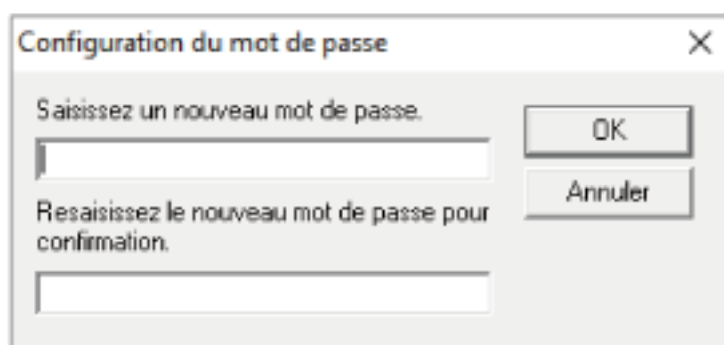 Configuration du mot de passe
Saisissez un nouveau mot de passe.
OK
Annuler
Resaisissez le nouveau mot de passe pour
confirmation.